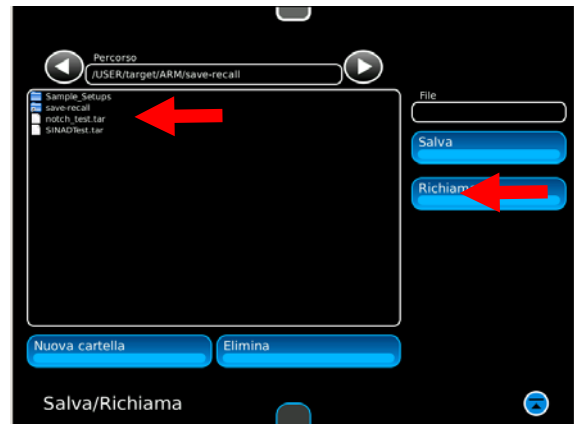 Percorso
/USER/target/ARM/save-recall
Sample_Setups
save-recall
notch_test.tar
SINADTest.tar
File
Salva
Nuova cartella
Elimina
Salva/Richiama